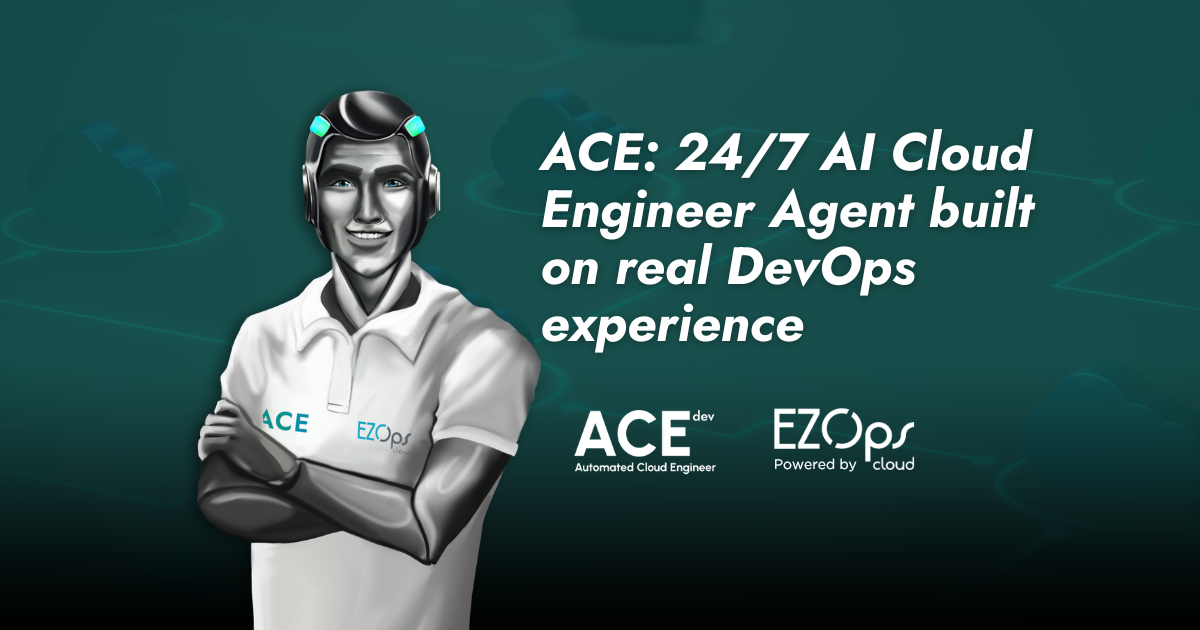 ACE: 24/7 AI Cloud
Engineer Agent built
on real DevOps
experience
ACE dev
Automated Cloud Engineer
EZOps
Powered by cloud
ACE
EZOps
cloud